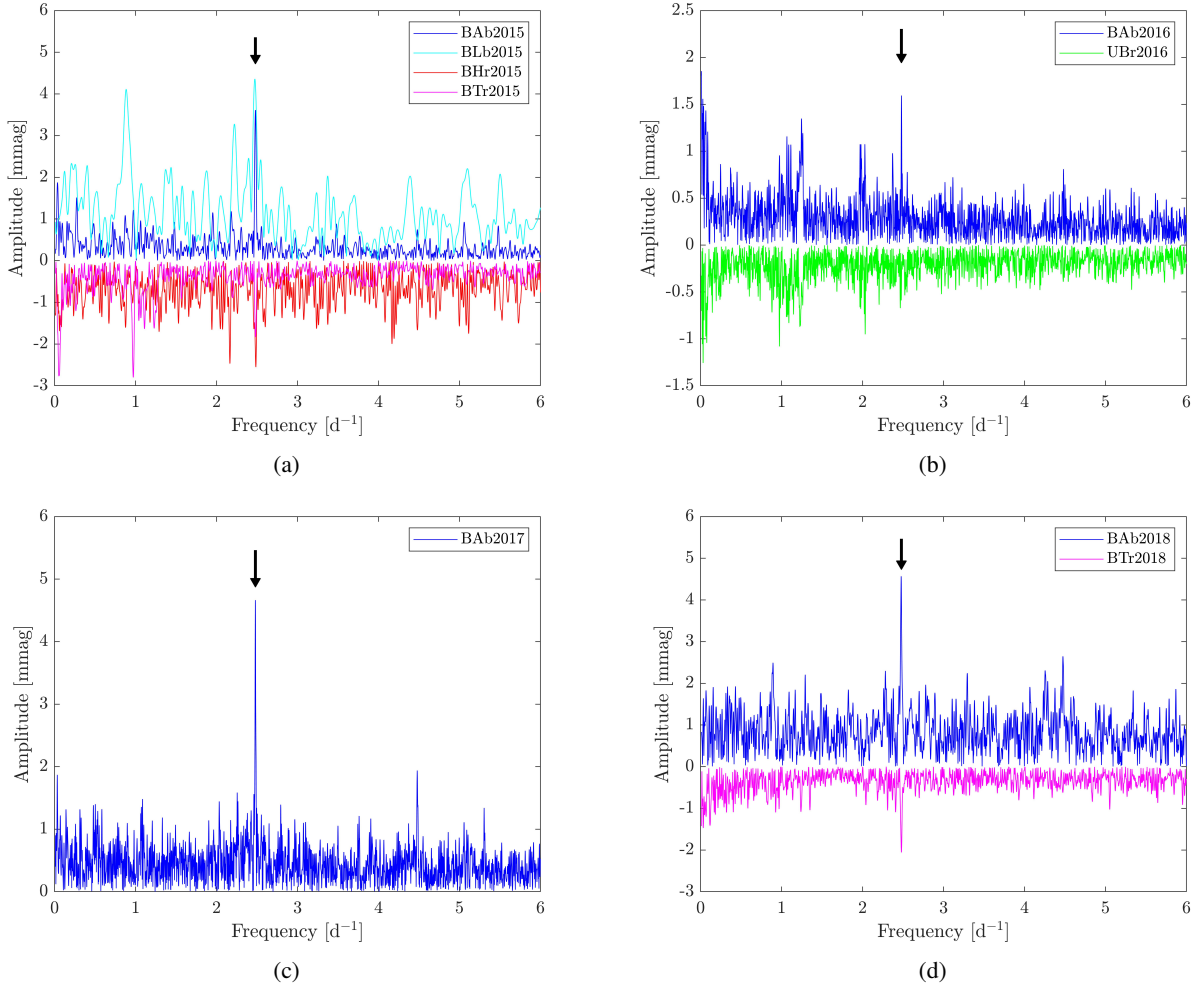 6
5
4
3
2
1
0
-1
-2
-3
0 1 2 3 4 5 6
Amplitude [mmag]
Frequency [d⁻¹]
BAb2015
BLb2015
BHr2015
BTr2015
(a)
2.5
2
1.5
1
0.5
0
-0.5
-1
-1.5
0 1 2 3 4 5 6
Amplitude [mmag]
Frequency [d⁻¹]
BAb2016
UBr2016
(b)
6
5
4
3
2
1
0
0 1 2 3 4 5 6
Amplitude [mmag]
Frequency [d⁻¹]
BAb2017
(c)
6
5
4
3
2
1
0
-1
-2
-3
0 1 2 3 4 5 6
Amplitude [mmag]
Frequency [d⁻¹]
BAb2018
BTr2018
(d)